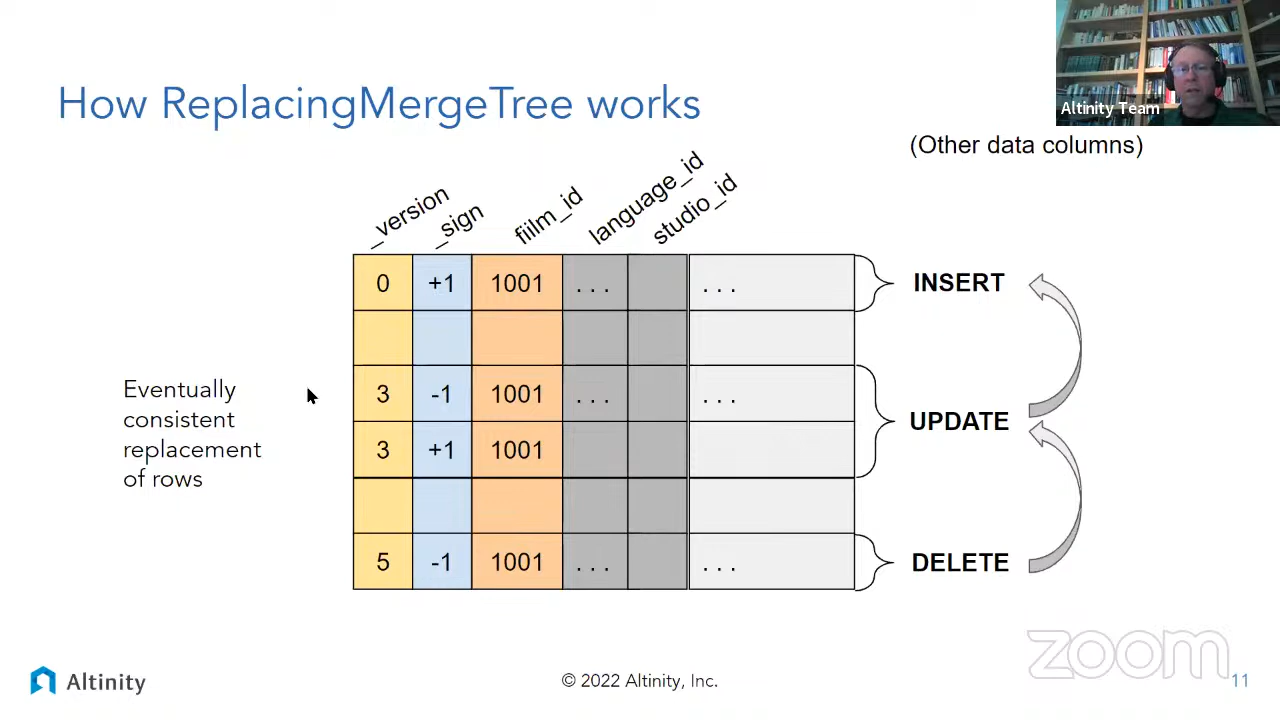 Altinity Team
How ReplacingMergeTree works
(Other data columns)
_version
_sign
fiilm_id
language_id
studio_id
0 +1 1001 . . . . . .
INSERT
3 -1 1001 . . . . . .
3 +1 1001
UPDATE
5 -1 1001 . . . . . .
DELETE
Eventually
consistent
replacement
of rows
zoom
Altinity
© 2022 Altinity, Inc.
11